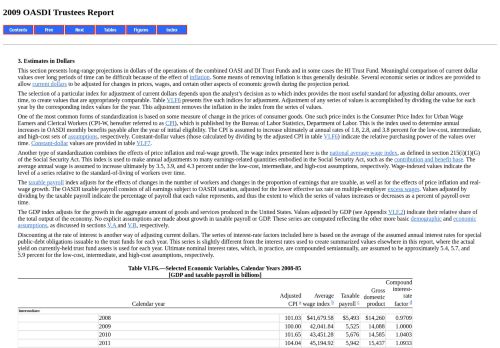 2009 OASDI Trustees Report
Contents Prev Next Tables Figures Index
3. Estimates in Dollars
This section presents long-range projections in dollars of the operations of the combined OASI and DI Trust Funds and in some cases the HI Trust Fund. Meaningful comparison of current dollar
values over long periods of time can be difficult because of the effect of inflation. Some means of removing inflation is thus generally desirable. Several economic series or indices are provided to
allow current dollars to be adjusted for changes in prices, wages, and certain other aspects of economic growth during the projection period.
The selection of a particular index for adjustment of current dollars depends upon the analyst's decision as to which index provides the most useful standard for adjusting dollar amounts, over
time, to create values that are appropriately comparable. Table VI.F6 presents five such indices for adjustment. Adjustment of any series of values is accomplished by dividing the value for each
year by the corresponding index values for the year. This adjustment removes the inflation in the index from the series of values.
One of the most common forms of standardization is based on some measure of change in the prices of consumer goods. One such price index is the Consumer Price Index for Urban Wage
Earners and Clerical Workers (CPI-W, hereafter referred to as CPI), which is published by the Bureau of Labor Statistics, Department of Labor. This is the index used to determine annual
increases in OASDI monthly benefits payable after the year of initial eligibility. The CPI is assumed to increase ultimately at annual rates of 1.8, 2.8, and 3.8 percent for the low-cost, intermediate,
and high-cost sets of assumptions, respectively. Constant-dollar values (those calculated by dividing by the adjusted CPI in table VI.F6) indicate the relative purchasing power of the values over
time. Constant-dollar values are provided in table VI.F7.
Another type of standardization combines the effects of price inflation and real-wage growth. The wage index presented here is the national average wage index, as defined in section 215(i)(1)(G)
of the Social Security Act. This index is used to make annual adjustments to many earnings-related quantities embodied in the Social Security Act, such as the contribution and benefit base. The
average annual wage is assumed to increase ultimately by 3.5, 3.9, and 4.3 percent under the low-cost, intermediate, and high-cost assumptions, respectively. Wage-indexed values indicate the
level of a series relative to the standard-of-living of workers over time.
The taxable payroll index adjusts for the effects of changes in the number of workers and changes in the proportion of earnings that are taxable, as well as for the effects of price inflation and real-
wage growth. The OASDI taxable payroll consists of all earnings subject to OASDI taxation, adjusted for the lower effective tax rate on multiple-employer excess wages. Values adjusted by
dividing by the taxable payroll indicate the percentage of payroll that each value represents, and thus the extent to which the series of values increases or decreases as a percent of payroll over
time.
The GDP index adjusts for the growth in the aggregate amount of goods and services produced in the United States. Values adjusted by GDP (see Appendix VI.F.2) indicate their relative share of
the total output of the economy. No explicit assumptions are made about growth in taxable payroll or GDP. These series are computed reflecting the other more basic demographic and economic
assumptions, as discussed in sections V.A and V.B, respectively.
Discounting at the rate of interest is another way of adjusting current dollars. The series of interest-rate factors included here is based on the average of the assumed annual interest rates for special
public-debt obligations issuable to the trust funds for each year. This series is slightly different from the interest rates used to create summarized values elsewhere in this report, where the actual
yield on currently-held trust fund assets is used for each year. Ultimate nominal interest rates, which, in practice, are compounded semiannually, are assumed to be approximately 5.4, 5.7, and
5.9 percent for the low-cost, intermediate, and high-cost assumptions, respectively.
Table VI.F6.—Selected Economic Variables, Calendar Years 2008-85
[GDP and taxable payroll in billions]
Calendar year Adjusted CPI a Average wage index b Taxable payroll c Gross domestic product Compound interest-rate factor d
Intermediate:
2008 101.03 $41,679.58 $5,493 $14,260 0.9709
2009 100.00 42,041.84 5,525 14,088 1.0000
2010 101.65 43,451.28 5,676 14,585 1.0403
2011 104.04 45,194.92 5,942 15,437 1.0933